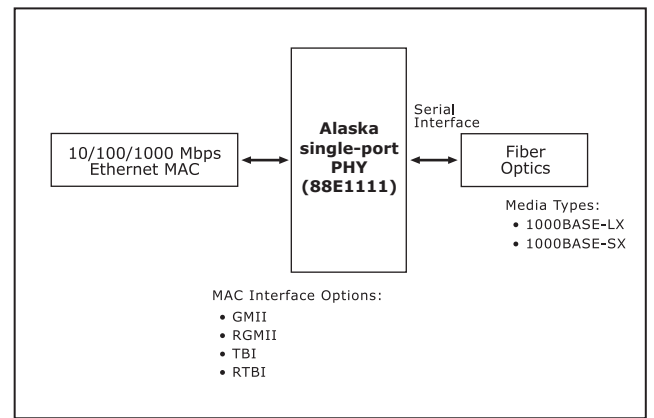 10/100/1000 Mbps
Ethernet MAC
Alaska
single-port
PHY
(88E1111)
Serial
Interface
Fiber
Optics
Media Types:
• 1000BASE-LX
• 1000BASE-SX
MAC Interface Options:
• GMII
• RGMII
• TBI
• RTBI